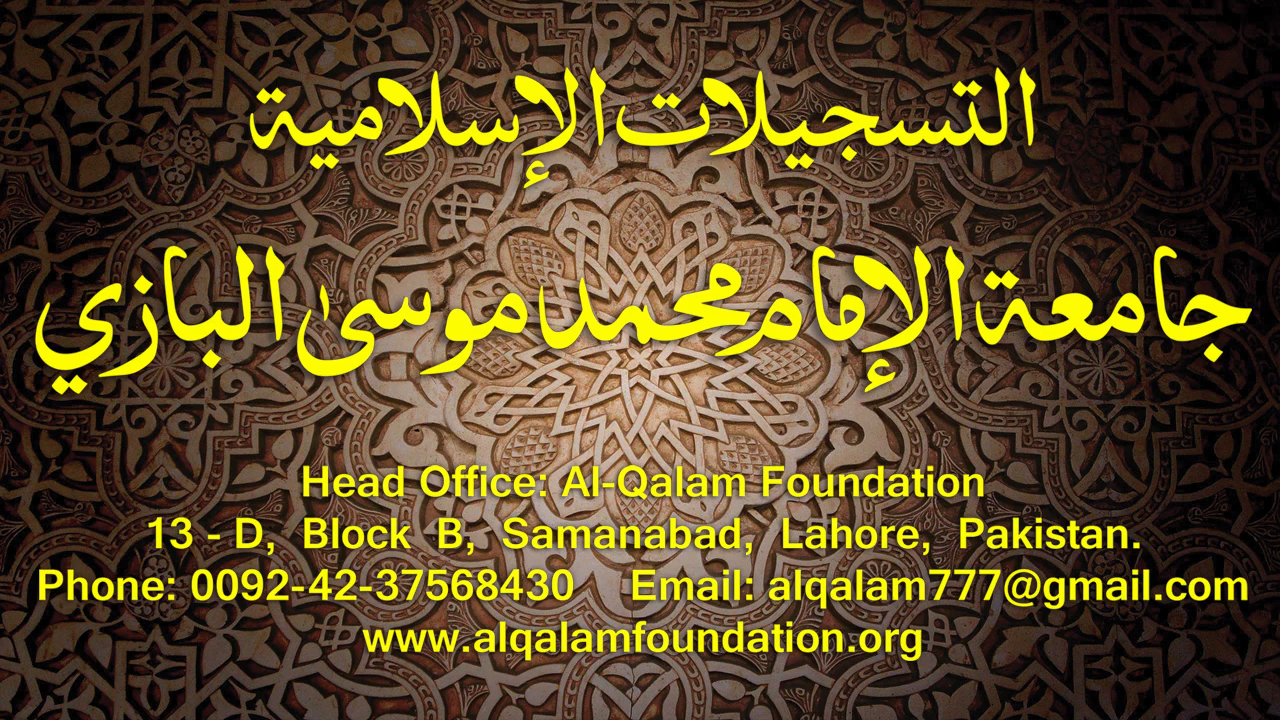 التسجيلات الإسلامية
جامعة الإمام محمد موسى البازي
Head Office: Al-Qalam Foundation
13 - D, Block B, Samanabad, Lahore, Pakistan.
Phone: 0092-42-37568430 Email: alqalam777@gmail.com
www.alqalamfoundation.org